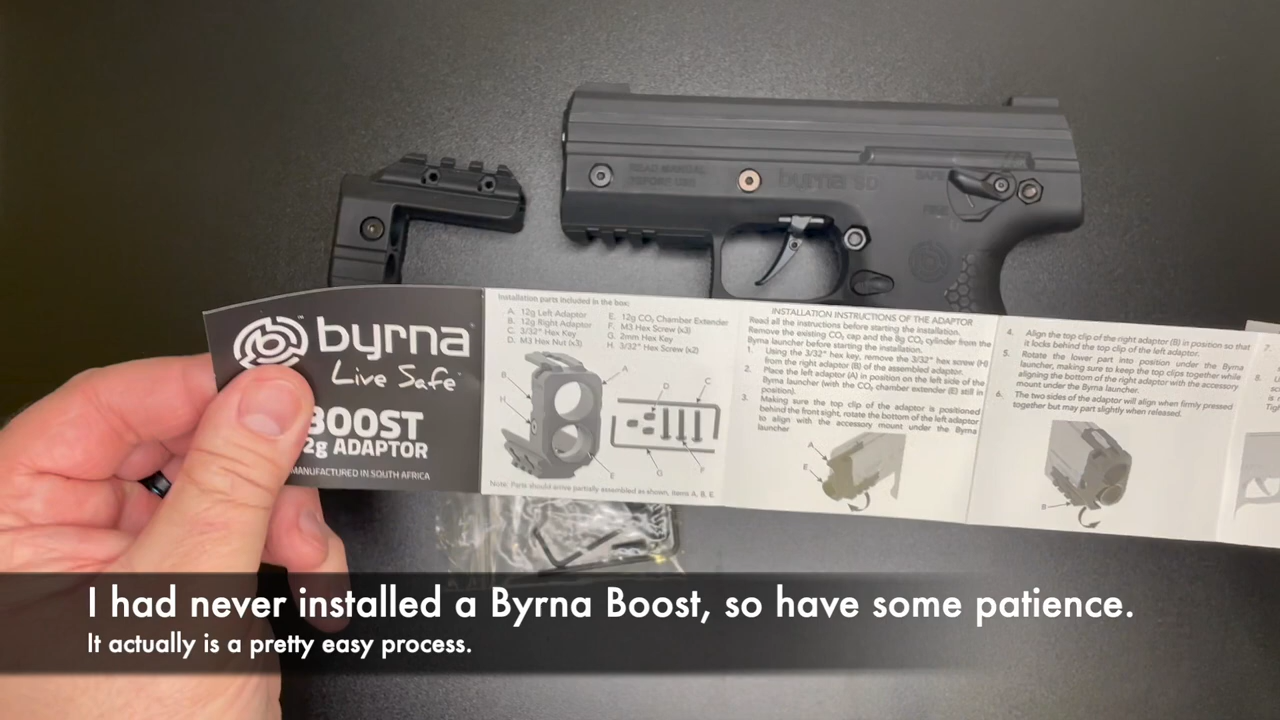 READ MANUAL
BEFORE USE
byrna SD
SAFE
FIRE
byrna
Live Safe
BOOST
12g ADAPTOR
MANUFACTURED IN SOUTH AFRICA
Installation parts included in the box:
A. 12g Left Adaptor
B. 12g Right Adaptor
C. 3/32" Hex Key
D. M3 Hex Nut (x3)
E. 12g CO₂ Chamber Extender
F. M3 Hex Screw (x3)
G. 2mm Hex Key
H. 3/32" Hex Screw (x2)
A
B
C
D
H
E
G
F
Note: Parts should arrive partially assembled as shown, items A, B, E
INSTALLATION INSTRUCTIONS OF THE ADAPTOR
Read all the instructions before starting the installation.
Remove the existing CO₂ cap and the 8g CO₂ cylinder from the
Byrna launcher before starting the installation.
1. Using the 3/32" hex key, remove the 3/32" hex screw (H)
from the right adaptor (B) of the assembled adaptor.
2. Place the left adaptor (A) in position on the left side of the
Byrna launcher (with the CO₂ chamber extender (E) still in
position).
3. Making sure the top clip of the adaptor is positioned
behind the front sight, rotate the bottom of the left adaptor
to align with the accessory mount under the Byrna
launcher
A
E
4. Align the top clip of the right adaptor (B) in position so that
it locks behind the top clip of the left adaptor.
5. Rotate the lower part into position under the Byrna
launcher, making sure to keep the top clips together while
aligning the bottom of the right adaptor with the accessory
mount under the Byrna launcher.
6. The two sides of the adaptor will align when firmly pressed
together but may part slightly when released.
B
7.
8.
I had never installed a Byrna Boost, so have some patience.
It actually is a pretty easy process.